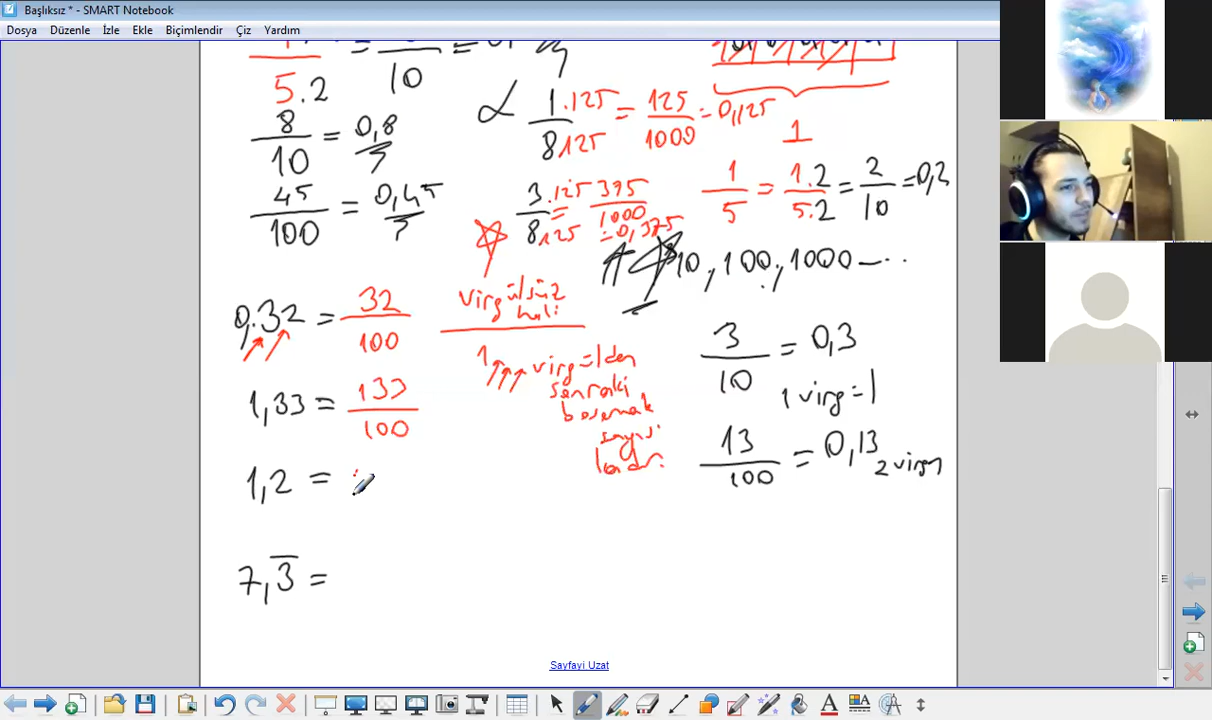 Başlıksız * - SMART Notebook
Dosya Düzenle İzle Ekle Biçimlendir Çiz Yardım
5.2
10
8/10 = 0,8
45/100 = 0,45
1.125/8.125 = 125/1000 = 0,125
3.125/8.125 = 375/1000 = 0,375
1
1/5 = 1.2/5.2 = 2/10 = 0,2
10, 100, 1000 ...
0,32 = 32/100
1,33 = 133/100
1,2 =
7,3̅ =
virgülsüz
hali
1 virg=lden
sonraki
basamak
sayısı
kadar
3/10 = 0,3
1 virg=l
13/100 = 0,13
2 virg
Sayfayi Uzat